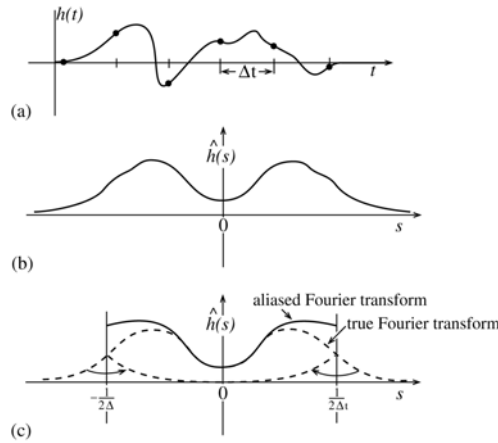 h(t)
Δt
t
(a)
ĥ(s)
0
s
(b)
ĥ(s)
aliased Fourier transform
true Fourier transform
-1/2Δ
0
1/2Δt
s
(c)